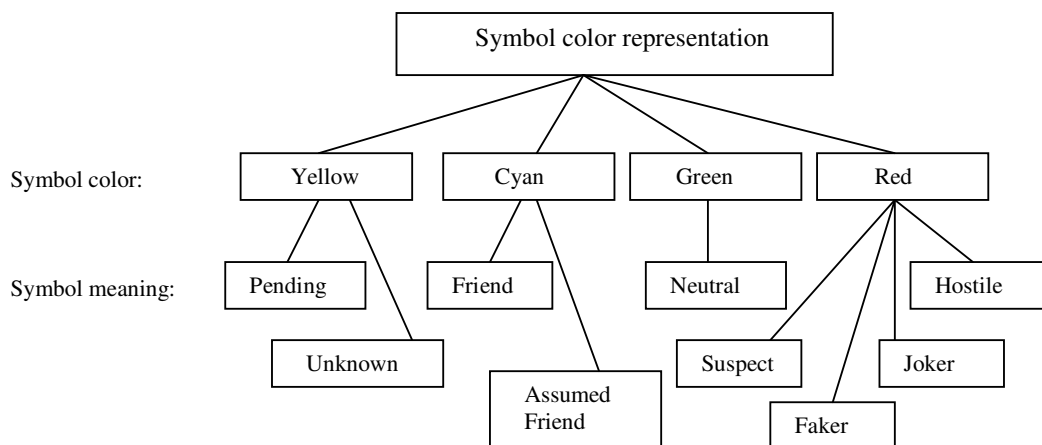 Symbol color representation
Symbol color:
Yellow
Cyan
Green
Red
Symbol meaning:
Pending
Friend
Neutral
Hostile
Unknown
Suspect
Joker
Assumed
Friend
Faker